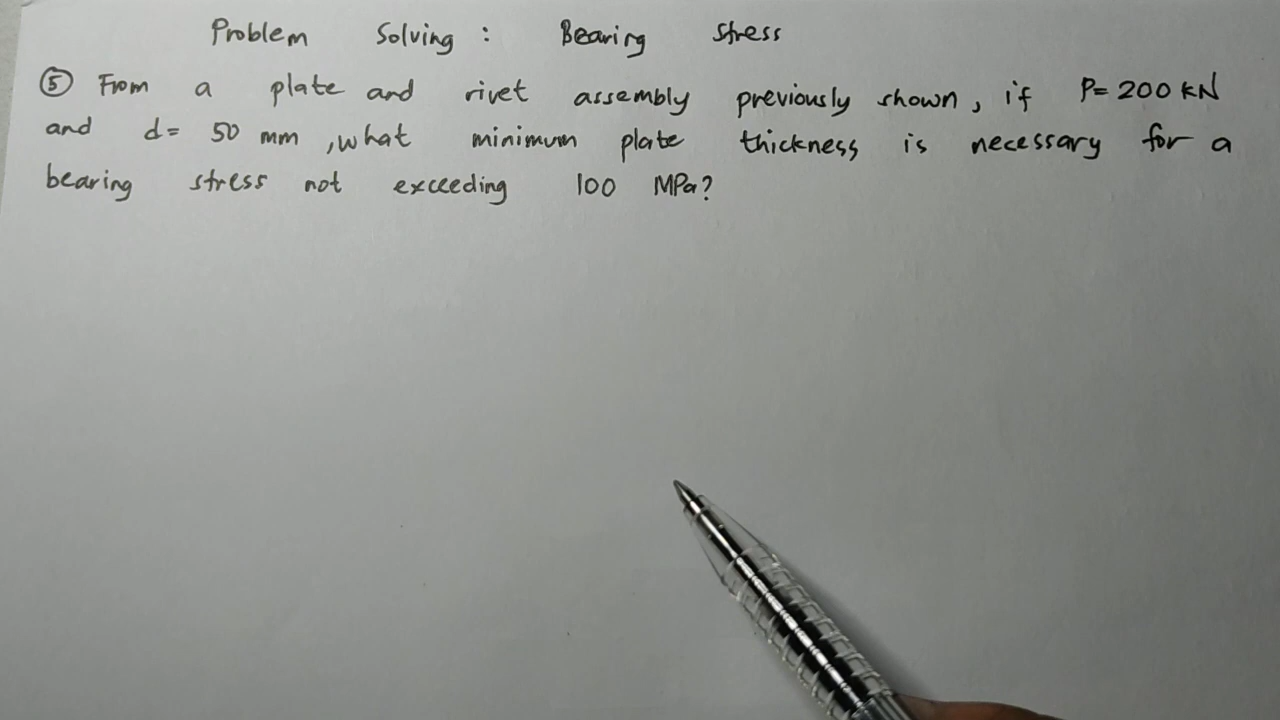 Problem Solving : Bearing Stress
⑤ From a plate and rivet assembly previously shown, if P= 200 kN
and d= 50 mm, what minimum plate thickness is necessary for a
bearing stress not exceeding 100 MPa?